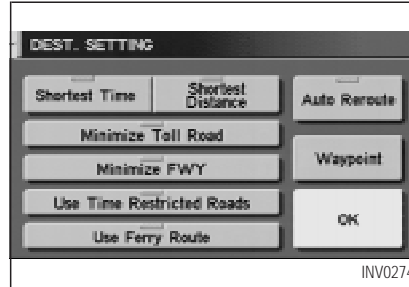 DEST. SETTING
Shortest Time
Shortest
Distance
Auto Reroute
Minimize Toll Road
Minimize FWY
Waypoint
Use Time Restricted Roads
Use Ferry Route
OK
INV0274